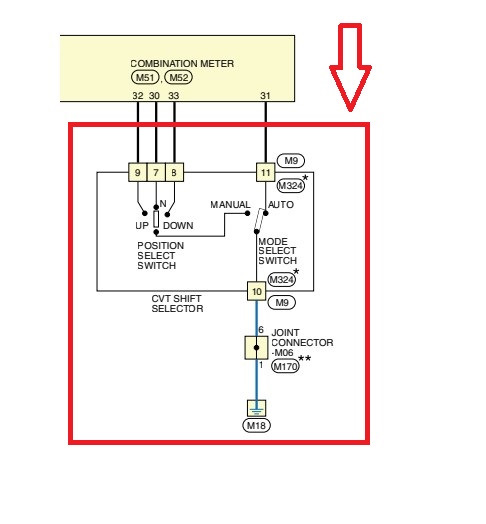 COMBINATION METER
M51 , M52
32 30 33 31
M9
9 7 8 11
M324 *
N
MANUAL AUTO
UP DOWN
POSITION
SELECT
SWITCH
MODE
SELECT
SWITCH
M324 *
10
M9
CVT SHIFT
SELECTOR
6
JOINT
CONNECTOR
-M06
1
M170 **
M18